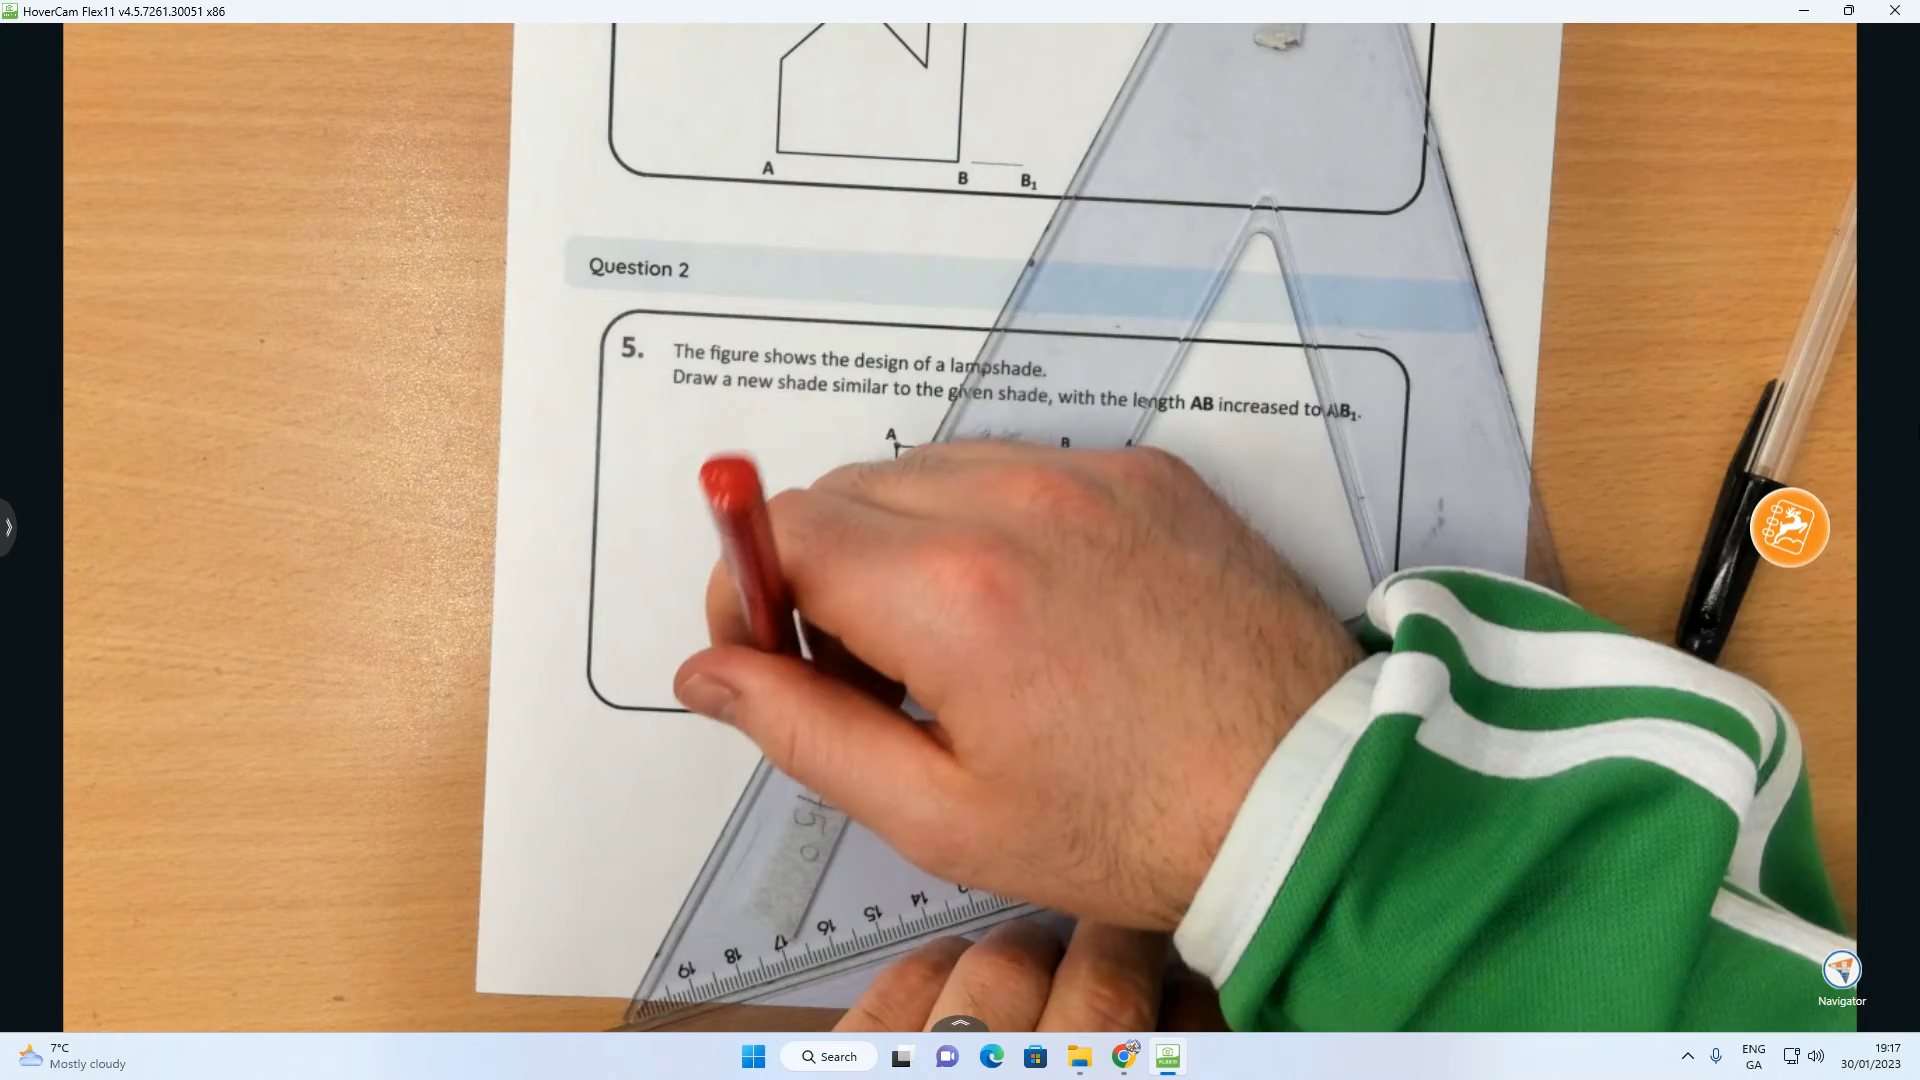 HoverCam Flex11 v4.5.7261.30051 x86
A
B
B₁
Question 2
5. The figure shows the design of a lampshade.
Draw a new shade similar to the given shade, with the length AB increased to AB₁.
A
B
A
75°
19 18 17 16 15 14
Navigator
7°C
Mostly cloudy
Search
FLEX11
ENG
GA
19:17
30/01/2023